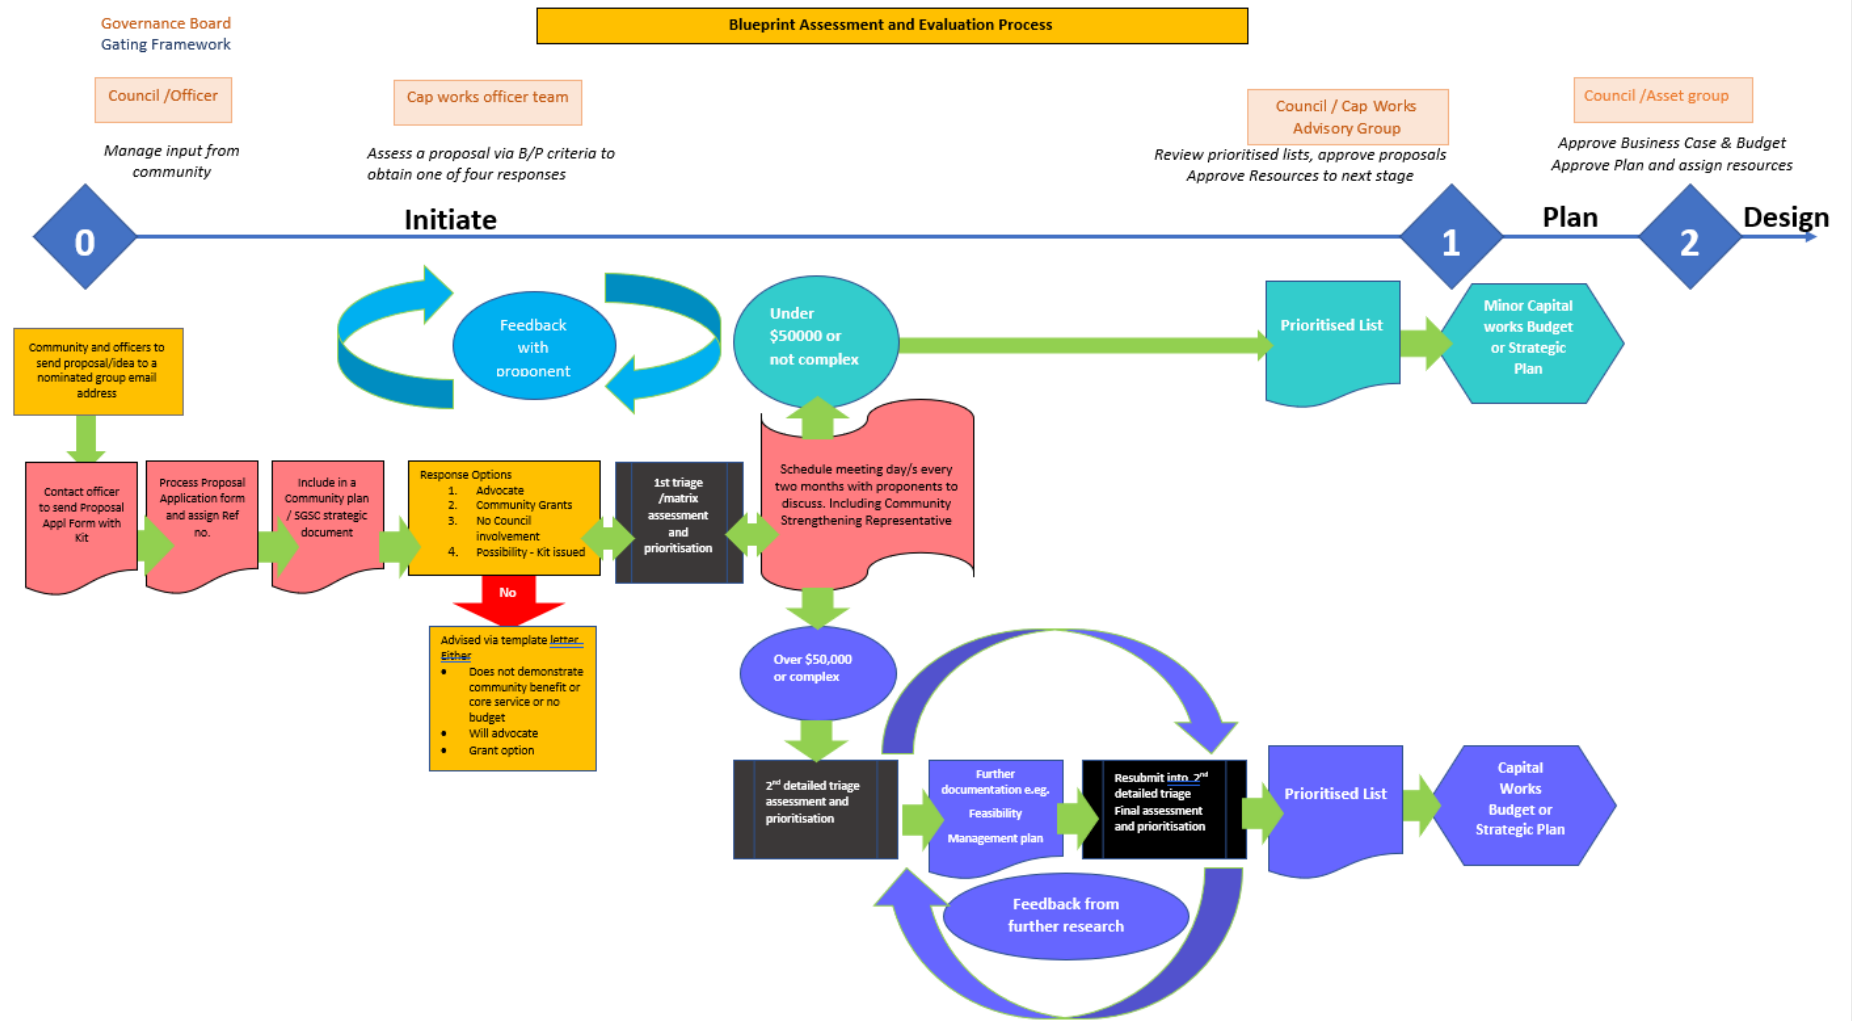 Governance Board
Gating Framework
Blueprint Assessment and Evaluation Process
Council /Officer
Manage input from
community
Cap works officer team
Assess a proposal via B/P criteria to
obtain one of four responses
Council / Cap Works
Advisory Group
Review prioritised lists, approve proposals
Approve Resources to next stage
Council /Asset group
Approve Business Case & Budget
Approve Plan and assign resources
0
Initiate
1
Plan
2
Design
Community and officers to
send proposal/idea to a
nominated group email
address
Feedback
with
proponent
Under
$50000 or
not complex
Prioritised List
Minor Capital
works Budget
or Strategic
Plan
Contact officer
to send Proposal
Appl Form with
Kit
Process Proposal
Application form
and assign Ref
no.
Include in a
Community plan
/ SGSC strategic
document
Response Options
1. Advocate
2. Community Grants
3. No Council
involvement
4. Possibility - Kit issued
1st triage
/matrix
assessment
and
prioritisation
Schedule meeting day/s every
two months with proponents to
discuss. Including Community
Strengthening Representative
No
Advised via template letter..
Either
• Does not demonstrate
community benefit or
core service or no
budget
• Will advocate
• Grant option
Over $50,000
or complex
2nd detailed triage
assessment and
prioritisation
Further
documentation e.eg.
Feasibility
Management plan
Resubmit into 2nd
detailed triage
Final assessment
and prioritisation
Prioritised List
Capital
Works
Budget or
Strategic Plan
Feedback from
further research